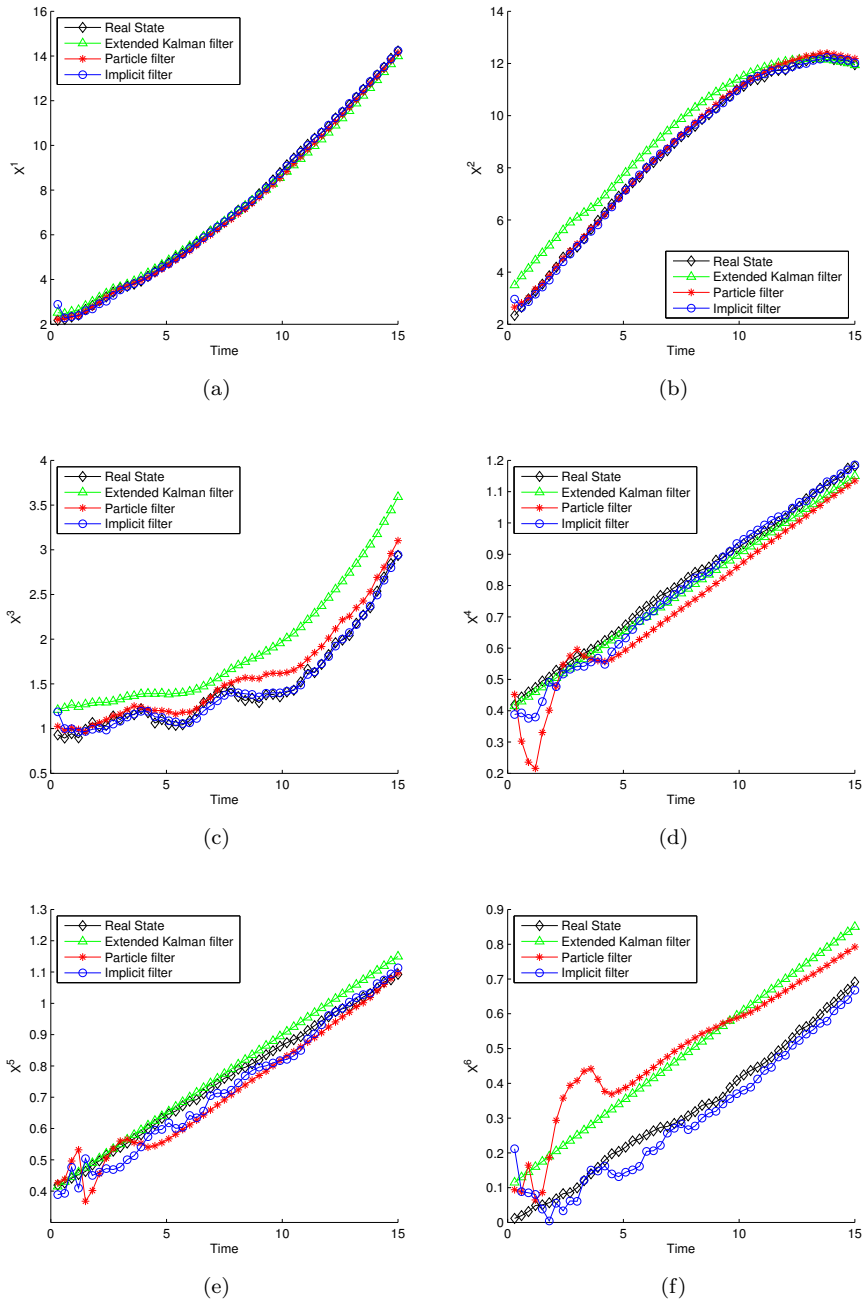 16
14
12
10
8
6
4
2
0
5
10
15
X1
Time
Real State
Extended Kalman filter
Particle filter
Implicit filter
(a)
14
12
10
8
6
4
2
0
5
10
15
X2
Time
Real State
Extended Kalman filter
Particle filter
Implicit filter
(b)
4
3.5
3
2.5
2
1.5
1
0.5
0
5
10
15
X3
Time
Real State
Extended Kalman filter
Particle filter
Implicit filter
(c)
1.2
1.1
1
0.9
0.8
0.7
0.6
0.5
0.4
0.3
0.2
0
5
10
15
X4
Time
Real State
Extended Kalman filter
Particle filter
Implicit filter
(d)
1.3
1.2
1.1
1
0.9
0.8
0.7
0.6
0.5
0.4
0
5
10
15
X5
Time
Real State
Extended Kalman filter
Particle filter
Implicit filter
(e)
0.9
0.8
0.7
0.6
0.5
0.4
0.3
0.2
0.1
0
0
5
10
15
X6
Time
Real State
Extended Kalman filter
Particle filter
Implicit filter
(f)